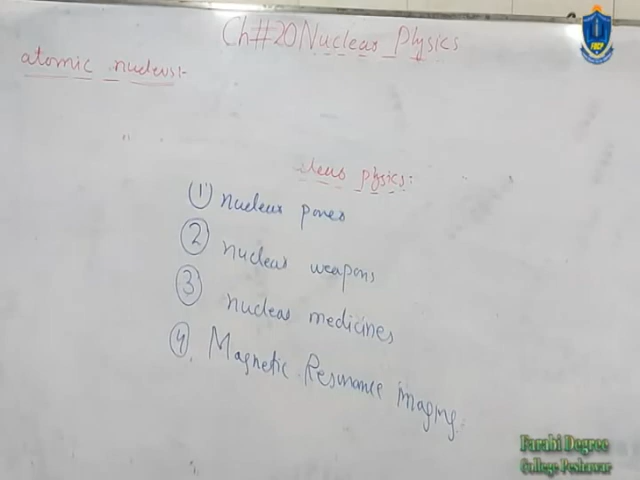 Ch#20 Nuclear Physics
atomic nucleus:-
physics:
① nuclear power
② nuclear weapons
③ nuclear medicines
④ Magnetic Resonance imaging.
FDCP
Farabi Degree
College Peshawar